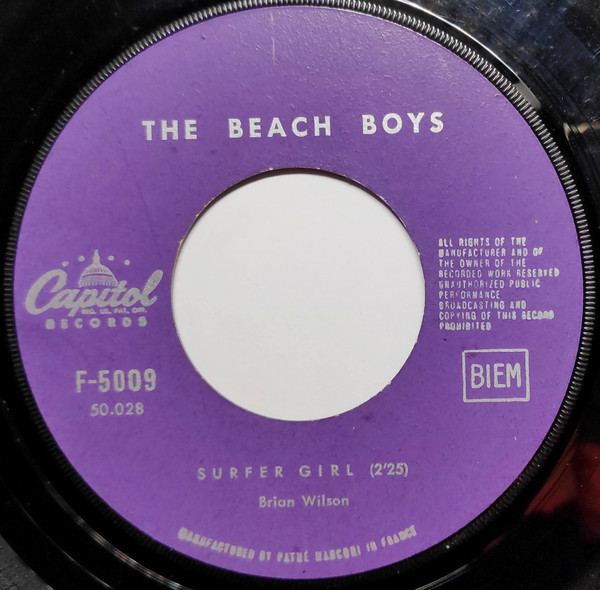 THE BEACH BOYS
Capitol
REG. U.S. PAT. OFF.
RECORDS
F-5009
50.028
ALL RIGHTS OF THE
MANUFACTURER AND OF
THE OWNER OF THE
RECORDED WORK RESERVED
UNAUTHORIZED PUBLIC
PERFORMANCE
BROADCASTING AND
COPYING OF THIS RECORD
PROHIBITED
BIEM
SURFER GIRL (2'25)
Brian Wilson
MANUFACTURED BY PATHÉ MARCONI IN FRANCE